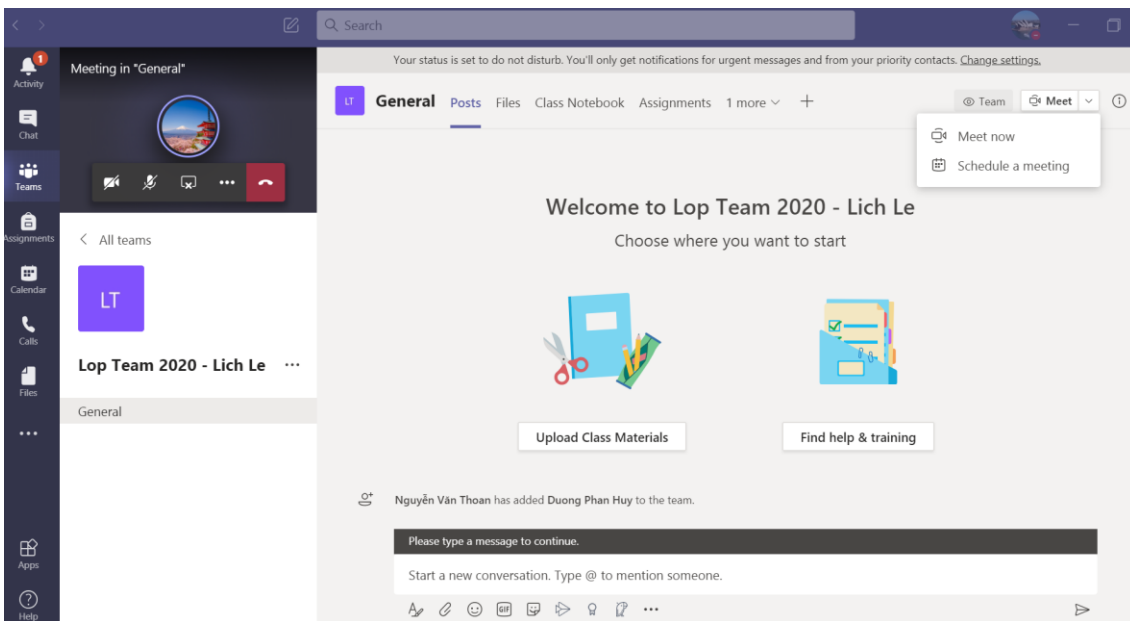 Search
Your status is set to do not disturb. You'll only get notifications for urgent messages and from your priority contacts. Change settings.
1
Activity
Chat
Teams
Assignments
Calendar
Calls
Files
Apps
Help
Meeting in "General"
All teams
LT
Lop Team 2020 - Lich Le
General
LT General Posts Files Class Notebook Assignments 1 more
Team Meet
Meet now
Schedule a meeting
Welcome to Lop Team 2020 - Lich Le
Choose where you want to start
Upload Class Materials Find help & training
Nguyễn Văn Thoan has added Duong Phan Huy to the team.
Please type a message to continue.
Start a new conversation. Type @ to mention someone.
GIF